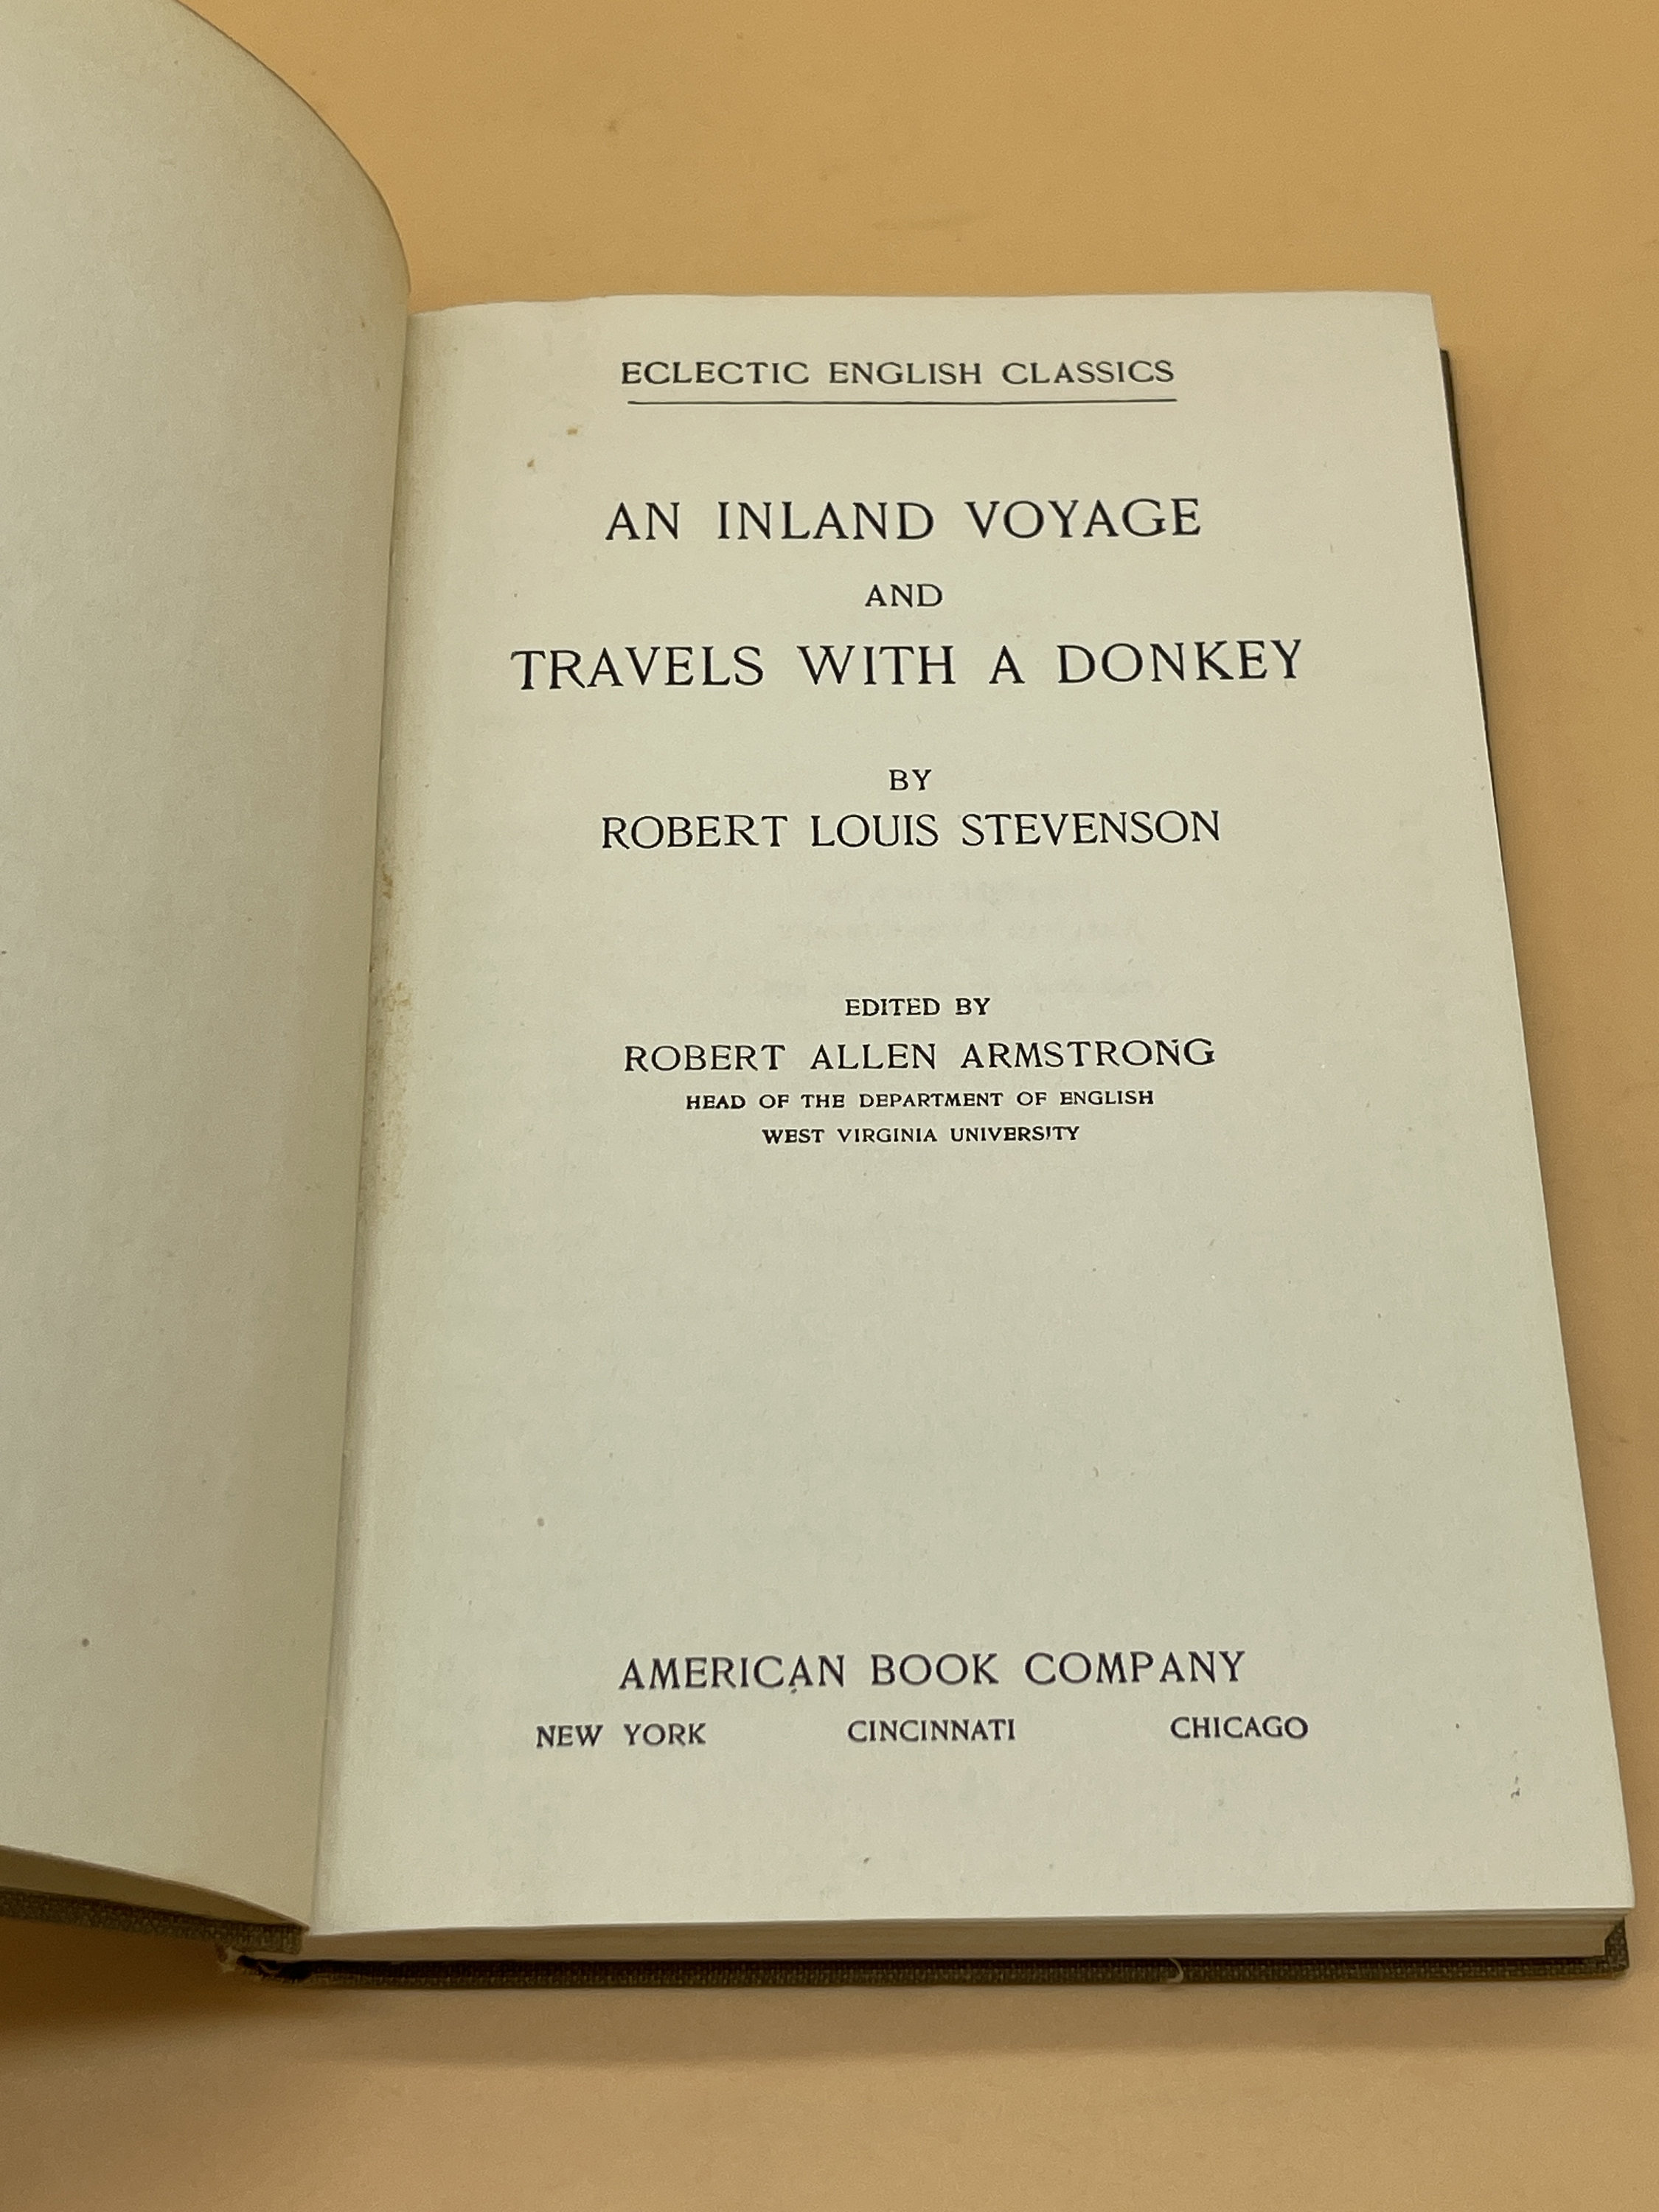 ECLECTIC ENGLISH CLASSICS
AN INLAND VOYAGE
AND
TRAVELS WITH A DONKEY
BY
ROBERT LOUIS STEVENSON
EDITED BY
ROBERT ALLEN ARMSTRONG
HEAD OF THE DEPARTMENT OF ENGLISH
WEST VIRGINIA UNIVERSITY
AMERICAN BOOK COMPANY
NEW YORK CINCINNATI CHICAGO